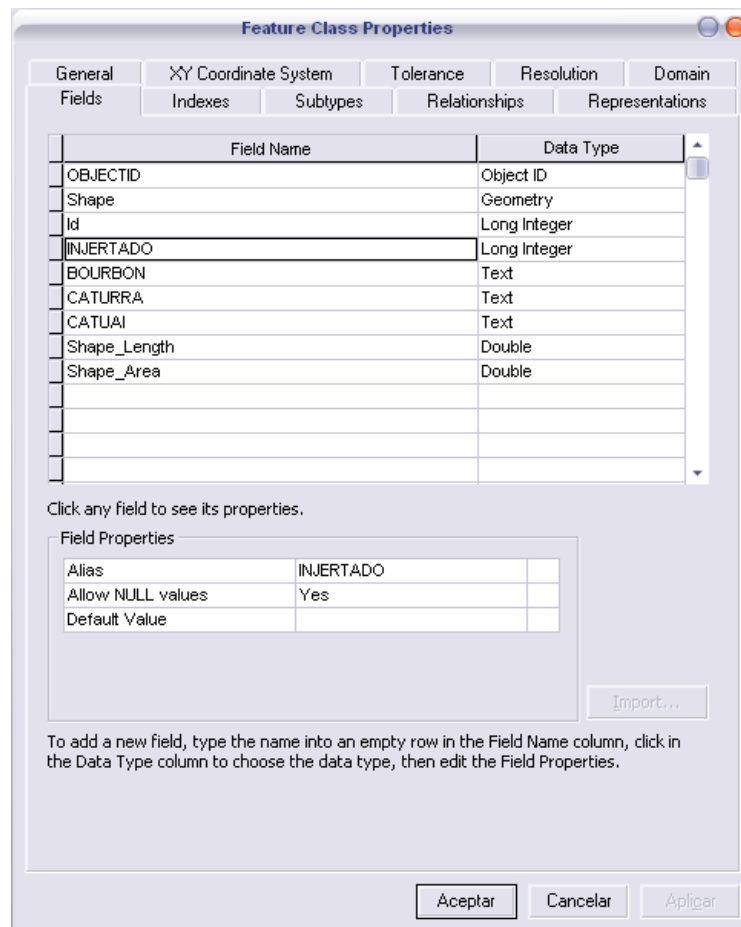 Feature Class Properties
General XY Coordinate System Tolerance Resolution Domain
Fields Indexes Subtypes Relationships Representations
Field Name Data Type
OBJECTID Object ID
Shape Geometry
Id Long Integer
INJERTADO Long Integer
BOURBON Text
CATURRA Text
CATUAI Text
Shape_Length Double
Shape_Area Double
Click any field to see its properties.
Field Properties
Alias INJERTADO
Allow NULL values Yes
Default Value
Import...
To add a new field, type the name into an empty row in the Field Name column, click in
the Data Type column to choose the data type, then edit the Field Properties.
Aceptar Cancelar Aplicar